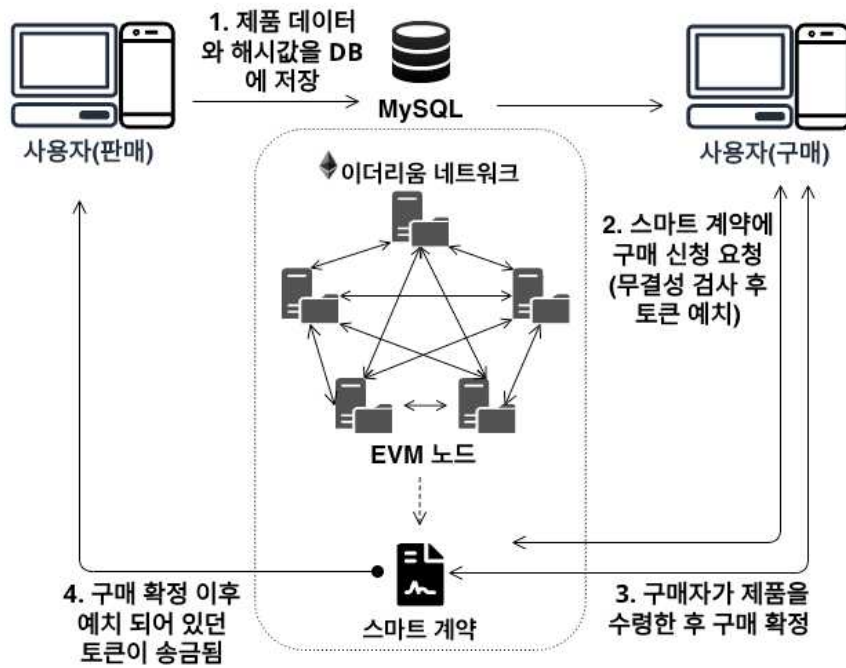 1. 제품 데이터
와 해시값을 DB
에 저장
MySQL
사용자(판매)
사용자(구매)
이더리움 네트워크
2. 스마트 계약에
구매 신청 요청
(무결성 검사 후
토큰 예치)
EVM 노드
스마트 계약
3. 구매자가 제품을
수령한 후 구매 확정
4. 구매 확정 이후
예치 되어 있던
토큰이 송금됨